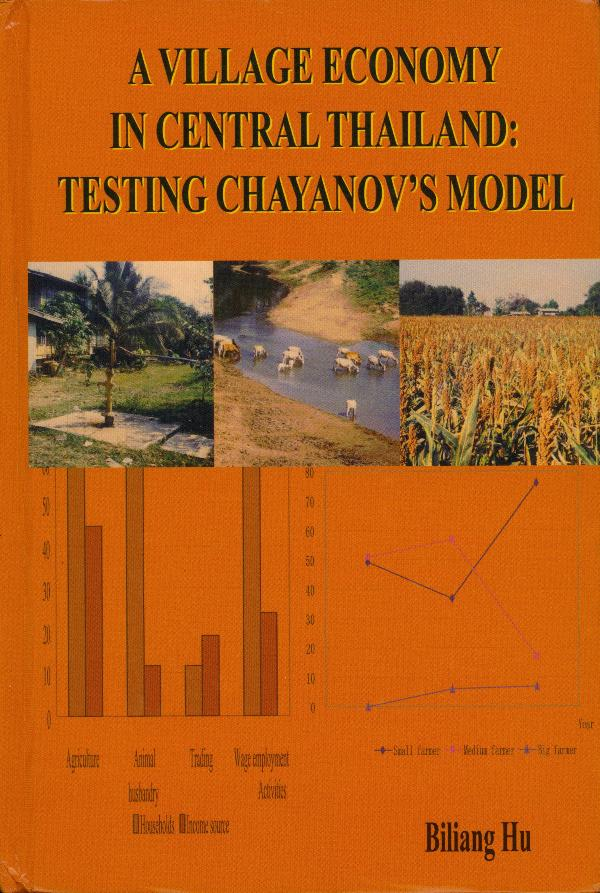 A VILLAGE ECONOMY
IN CENTRAL THAILAND:
TESTING CHAYANOV'S MODEL
50
40
30
20
10
0
Agriculture
Animal
husbandry
Trading
Wage employment
Activities
Households Income source
80
70
60
50
40
30
20
10
0
Year
Small farmer Medium farmer Big farmer
Biliang Hu